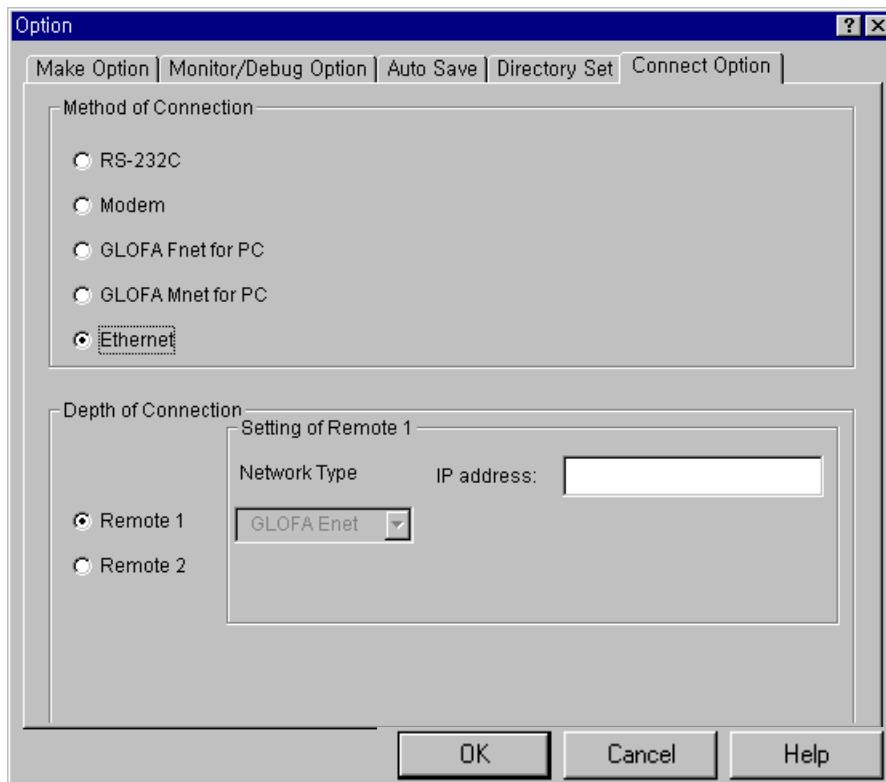 Option
Make Option Monitor/Debug Option Auto Save Directory Set Connect Option
Method of Connection
RS-232C
Modem
GLOFA Fnet for PC
GLOFA Mnet for PC
Ethernet
Depth of Connection
Setting of Remote 1
Network Type IP address:
Remote 1 GLOFA Enet
Remote 2
OK Cancel Help